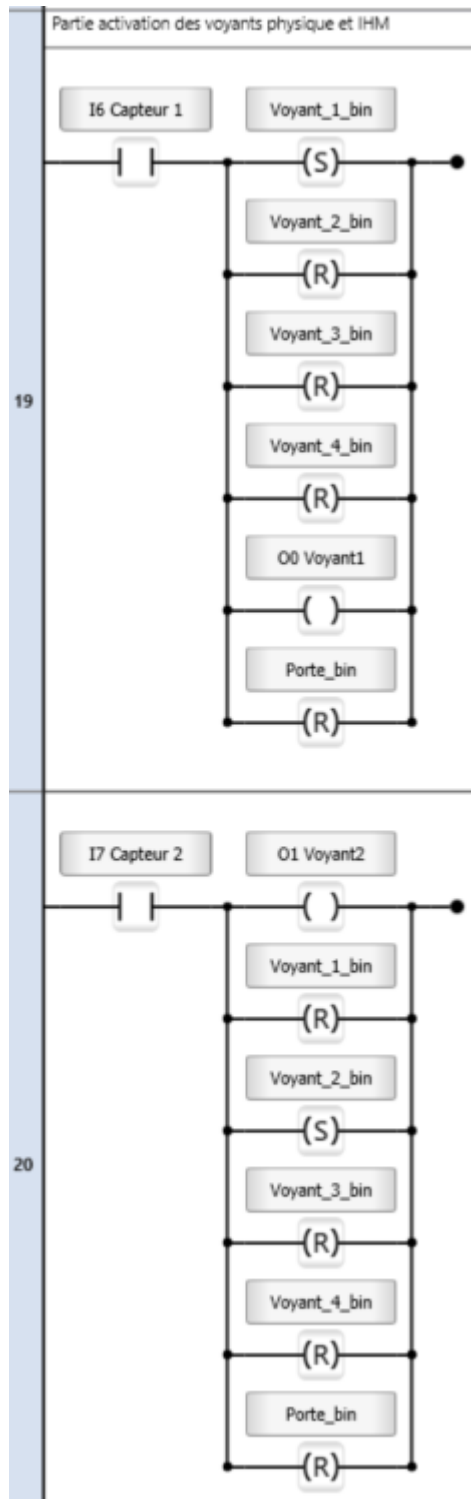 Partie activation des voyants physique et IHM
I6 Capteur 1
Voyant_1_bin
(S)
Voyant_2_bin
(R)
Voyant_3_bin
(R)
19
Voyant_4_bin
(R)
O0 Voyant1
( )
Porte_bin
(R)
I7 Capteur 2
O1 Voyant2
( )
Voyant_1_bin
(R)
Voyant_2_bin
(S)
20
Voyant_3_bin
(R)
Voyant_4_bin
(R)
Porte_bin
(R)